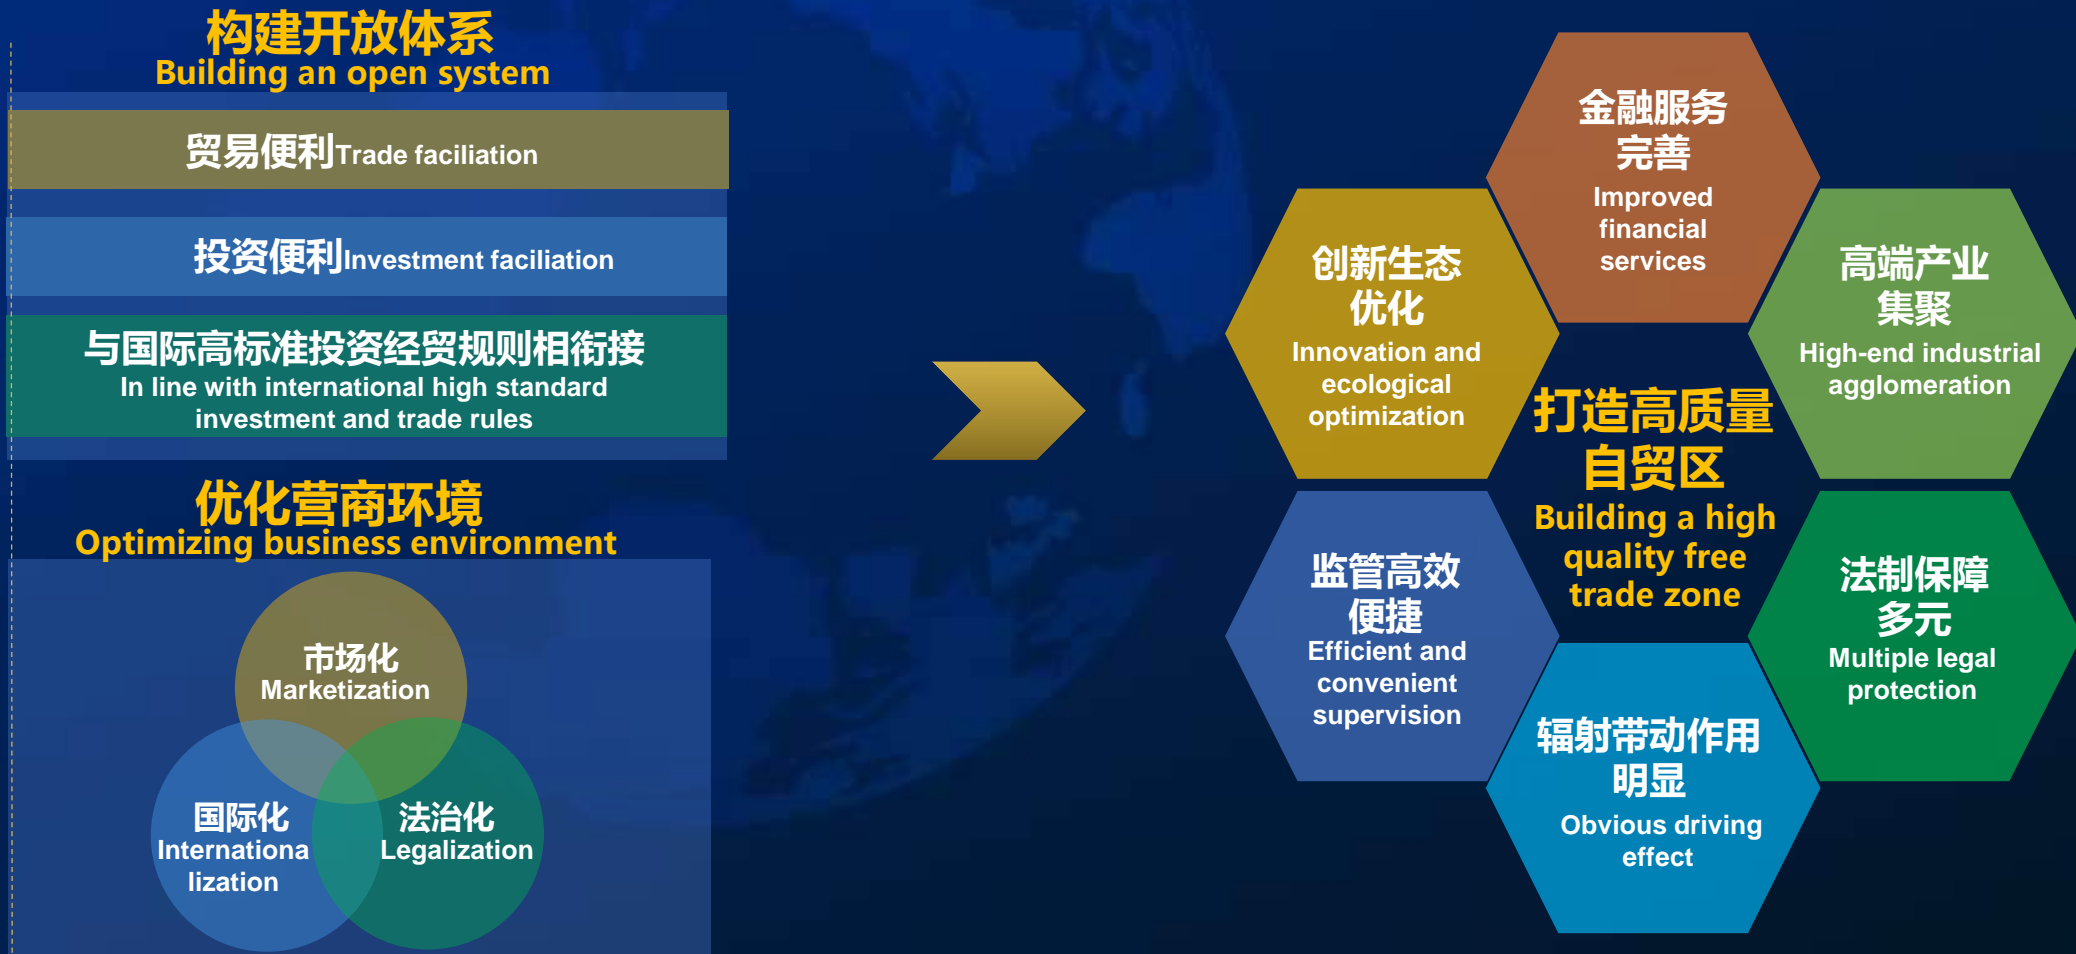 构建开放体系
Building an open system
贸易便利Trade faciliation
投资便利Investment faciliation
与国际高标准投资经贸规则相衔接
In line with international high standard
investment and trade rules
优化营商环境
Optimizing business environment
市场化
Marketization
国际化
Internationa
lization
法治化
Legalization
金融服务
完善
Improved
financial
services
创新生态
优化
Innovation and
ecological
optimization
高端产业
集聚
High-end industrial
agglomeration
打造高质量
自贸区
Building a high
quality free
trade zone
监管高效
便捷
Efficient and
convenient
supervision
法制保障
多元
Multiple legal
protection
辐射带动作用
明显
Obvious driving
effect